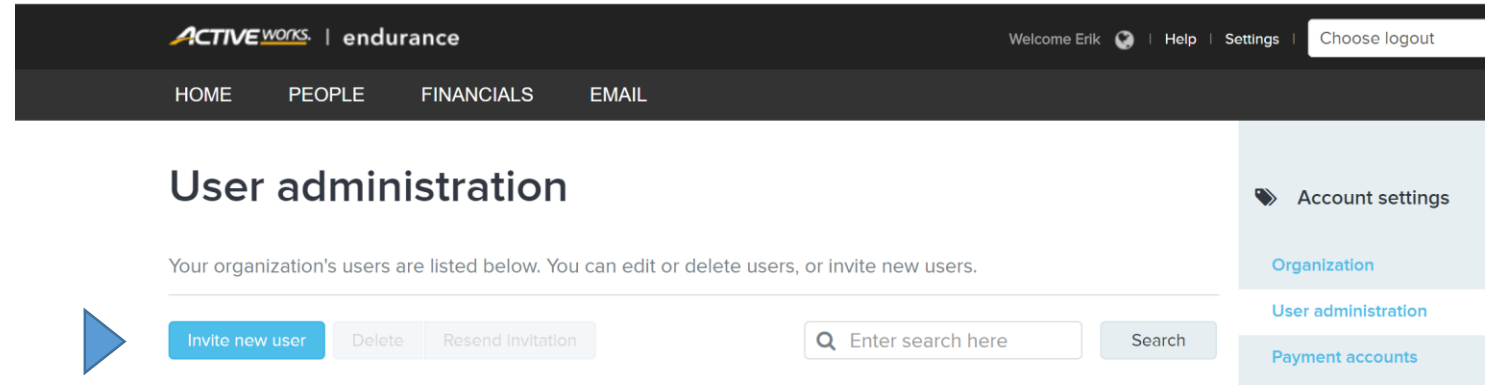 ACTIVEworks. | endurance
Welcome Erik | Help | Settings | Choose logout
HOME PEOPLE FINANCIALS EMAIL
User administration
Account settings
Your organization's users are listed below. You can edit or delete users, or invite new users.
Organization
User administration
Invite new user Delete Resend Invitation Enter search here Search
Payment accounts